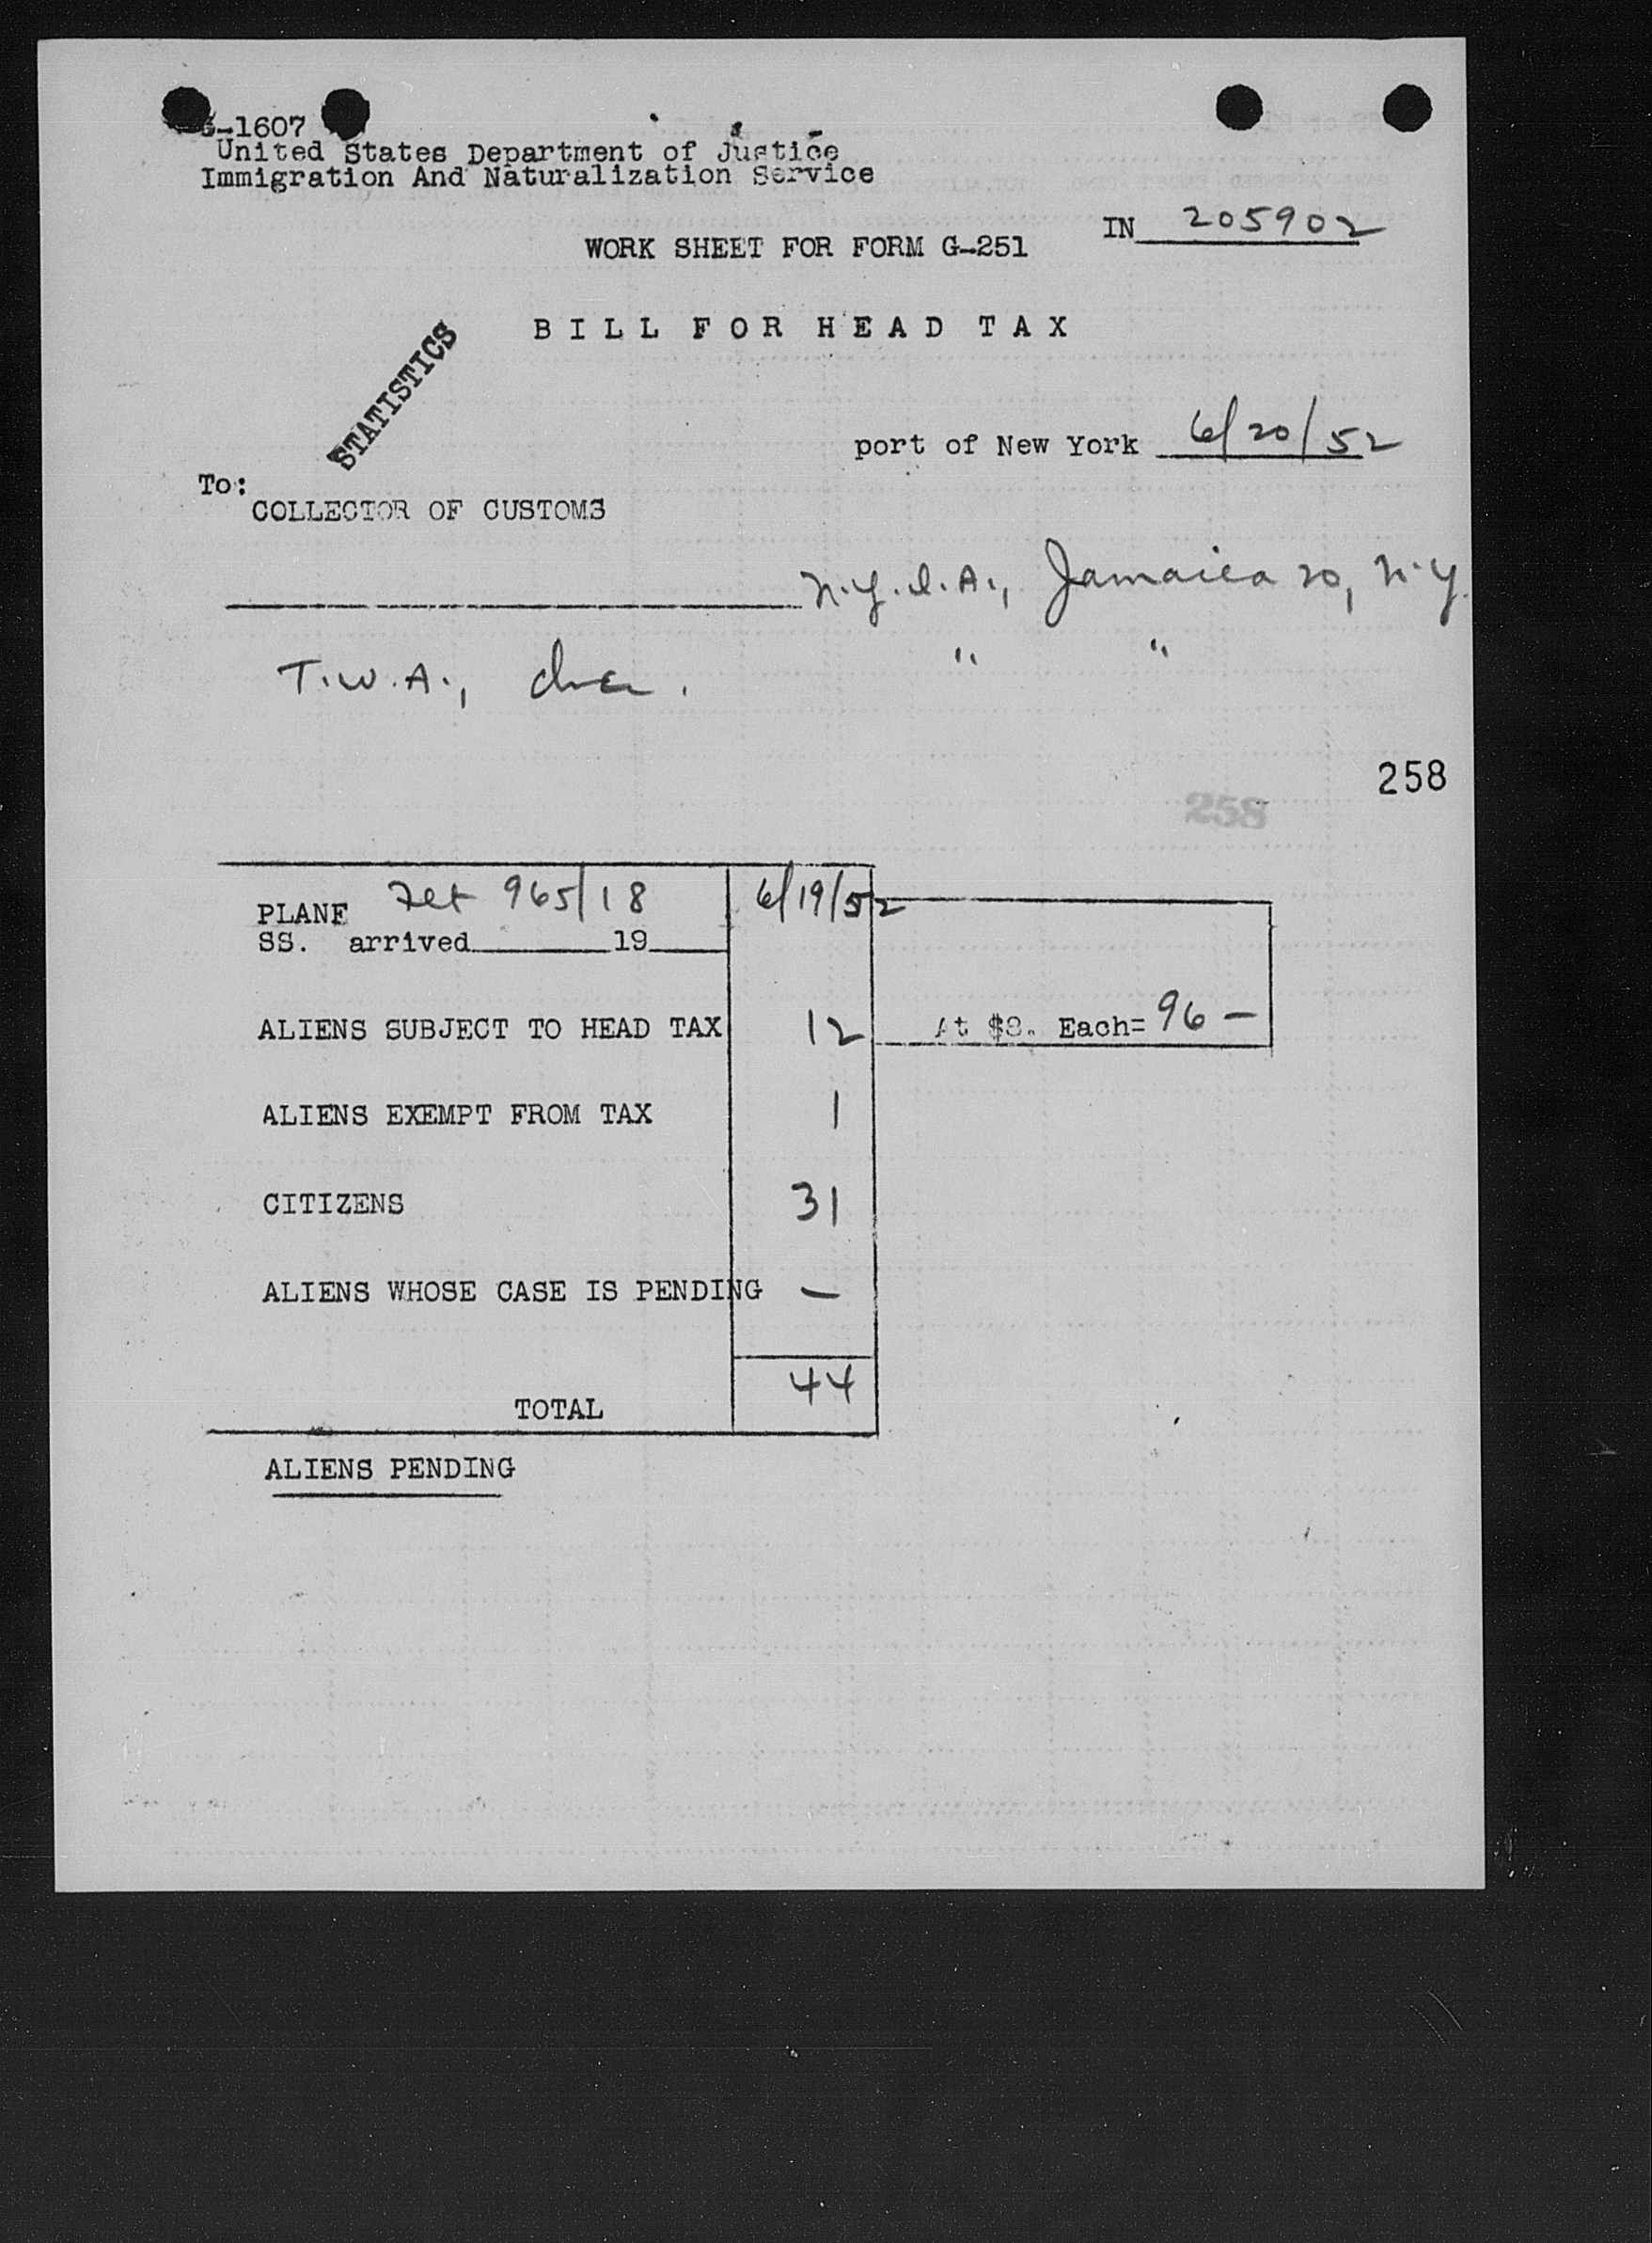 G-1607
United States Department of Justice
Immigration And Naturalization Service
IN 205902
WORK SHEET FOR FORM G-251
BILL FOR HEAD TAX
STATISTICS
port of New York 6/20/52
To:
COLLECTOR OF CUSTOMS
N.Y.I.A., Jamaica 20, N.Y.
T.W.A., Inc. " "
258
258
PLANE Flt 965/18 6/19/52
SS. arrived 19
ALIENS SUBJECT TO HEAD TAX 12 At $8. Each= 96 —
ALIENS EXEMPT FROM TAX 1
CITIZENS 31
ALIENS WHOSE CASE IS PENDING —
TOTAL 44
ALIENS PENDING